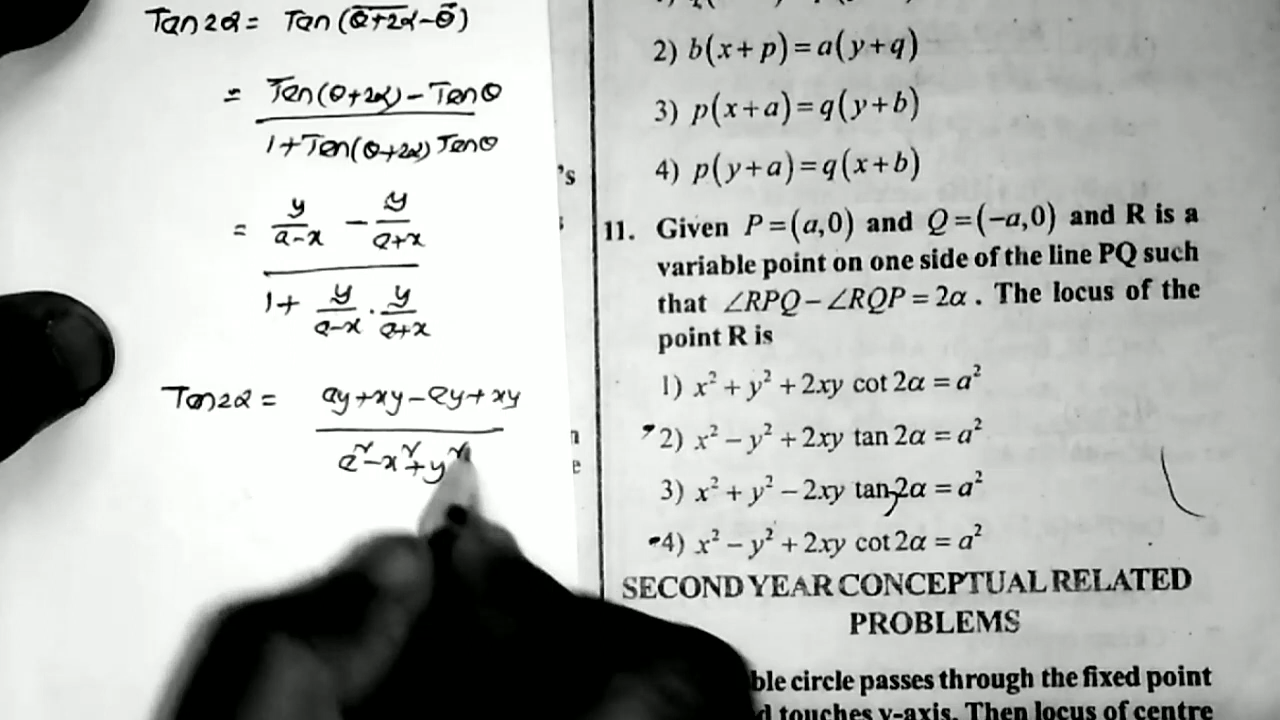 Tan2α = Tan(θ+2α-θ)
= Tan(θ+2α) - Tanθ
1+Tan(θ+2α) Tanθ
= y/a-x - y/a+x
1+ y/a-x · y/a+x
Tan2α = ay+xy-ay+xy
a²-x²+y²
's
2) b(x+p)=a(y+q)
3) p(x+a)=q(y+b)
4) p(y+a)=q(x+b)
11. Given P=(a,0) and Q=(-a,0) and R is a
variable point on one side of the line PQ such
that ∠RPQ-∠RQP=2α. The locus of the
point R is
1) x²+y²+2xy cot 2α=a²
2) x²-y²+2xy tan 2α=a²
3) x²+y²-2xy tan 2α=a²
4) x²-y²+2xy cot 2α=a²
SECOND YEAR CONCEPTUAL RELATED
PROBLEMS
circle passes through the fixed point
touches y-axis. Then locus of centre